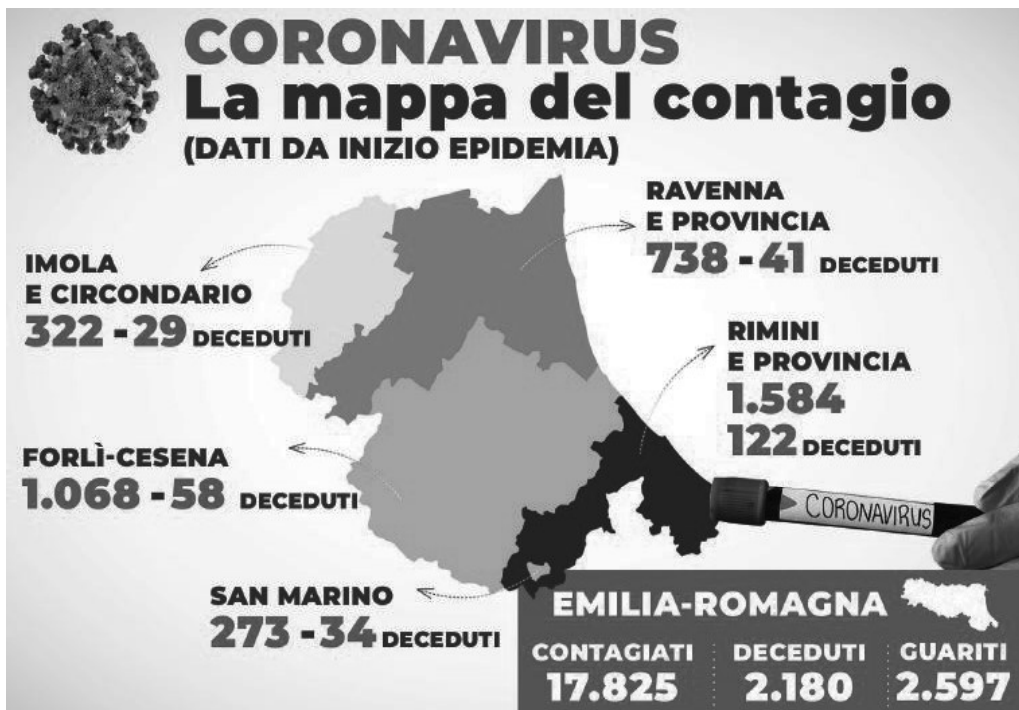 CORONAVIRUS
La mappa del contagio
(DATI DA INIZIO EPIDEMIA)
RAVENNA
E PROVINCIA
738 - 41 DECEDUTI
IMOLA
E CIRCONDARIO
322 - 29 DECEDUTI
RIMINI
E PROVINCIA
1.584
122 DECEDUTI
FORLÌ-CESENA
1.068 - 58 DECEDUTI
CORONAVIRUS
SAN MARINO
273 - 34 DECEDUTI
EMILIA-ROMAGNA
CONTAGIATI DECEDUTI GUARITI
17.825 2.180 2.597